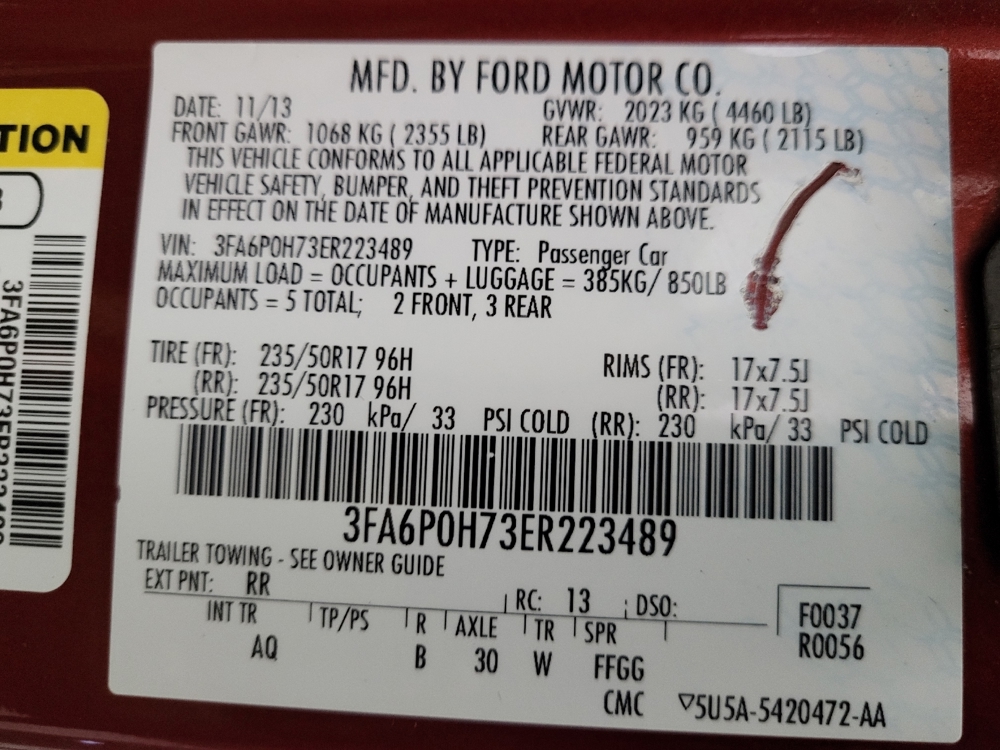 MFD. BY FORD MOTOR CO.
DATE: 11/13 GVWR: 2023 KG ( 4460 LB)
FRONT GAWR: 1068 KG ( 2355 LB) REAR GAWR: 959 KG ( 2115 LB)
THIS VEHICLE CONFORMS TO ALL APPLICABLE FEDERAL MOTOR
VEHICLE SAFETY, BUMPER, AND THEFT PREVENTION STANDARDS
IN EFFECT ON THE DATE OF MANUFACTURE SHOWN ABOVE.
VIN: 3FA6P0H73ER223489 TYPE: Passenger Car
MAXIMUM LOAD = OCCUPANTS + LUGGAGE = 385KG/ 850LB
OCCUPANTS = 5 TOTAL; 2 FRONT, 3 REAR
TIRE (FR): 235/50R17 96H RIMS (FR): 17x7.5J
(RR): 235/50R17 96H (RR): 17x7.5J
PRESSURE (FR): 230 kPa/ 33 PSI COLD (RR): 230 kPa/ 33 PSI COLD
3FA6P0H73ER223489
TRAILER TOWING - SEE OWNER GUIDE
EXT PNT: RR RC: 13 DSO:
INT TR TP/PS R AXLE TR SPR F0037
AQ B 30 W FFGG R0056
CMC ▽5U5A-5420472-AA
TION
3FA6P0H73ER223489